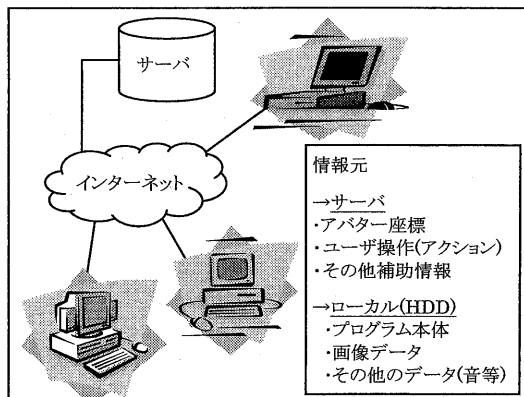 サーバ
インターネット
情報元
→サーバ
・アバター座標
・ユーザ操作(アクション)
・その他補助情報
→ローカル(HDD)
・プログラム本体
・画像データ
・その他のデータ(音等)